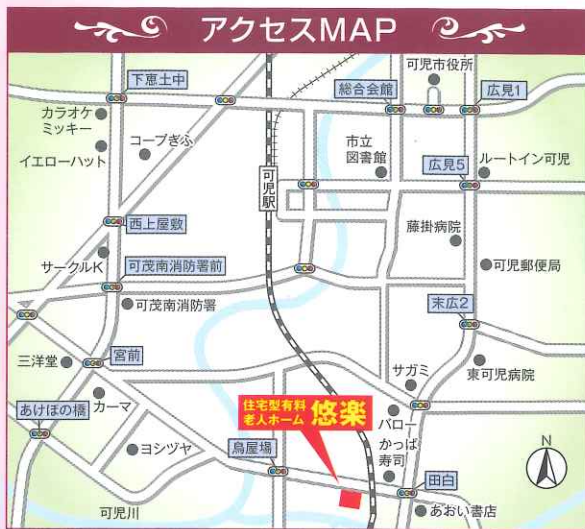 アクセスMAP
下恵土中
カラオケ
ミッキー
イエローハット
コープぎふ
総合会館
可児市役所
広見1
市立
図書館
広見5
ルートイン可児
可児駅
西上屋敷
藤掛病院
サークルK
可茂南消防署前
可児郵便局
可茂南消防署
末広2
三洋堂
宮前
サガミ
東可児病院
カーマ
住宅型有料
老人ホーム 悠楽
あけぼの橋
バロー
ヨシヅヤ
鳥屋場
かっぱ
寿司
田白
N
可児川
あおい書店